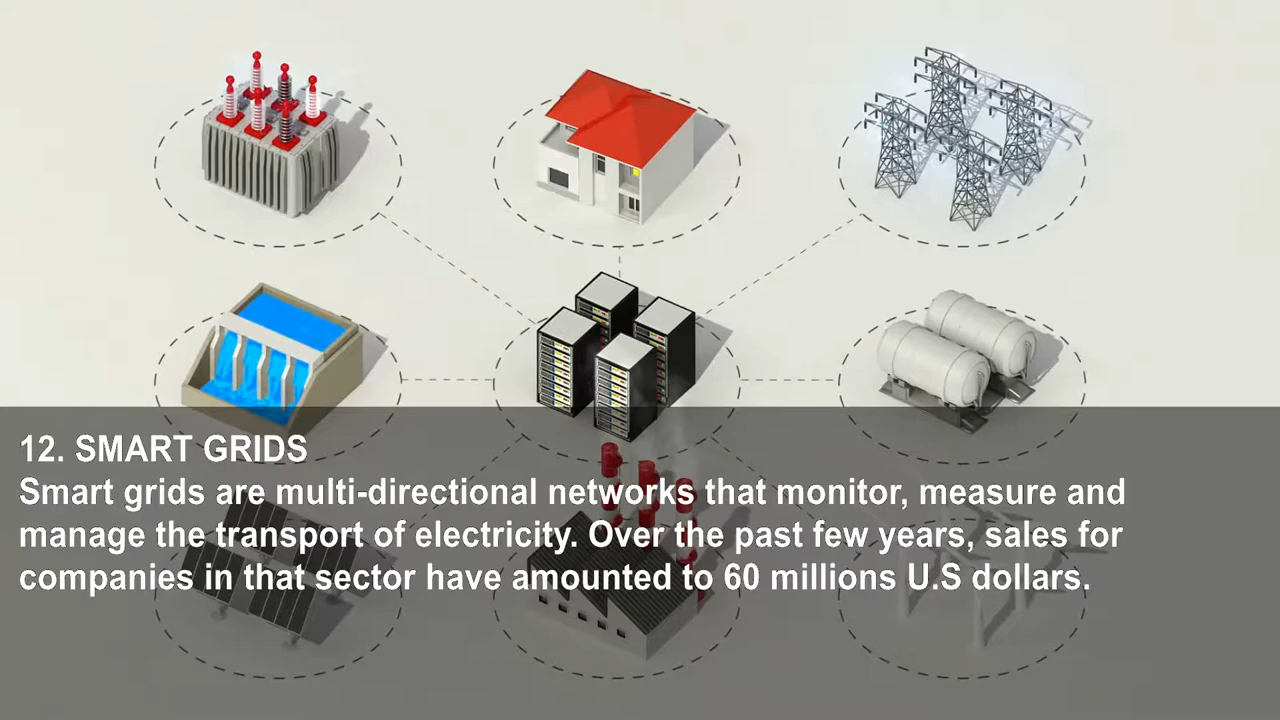 12. SMART GRIDS
Smart grids are multi-directional networks that monitor, measure and
manage the transport of electricity. Over the past few years, sales for
companies in that sector have amounted to 60 millions U.S dollars.